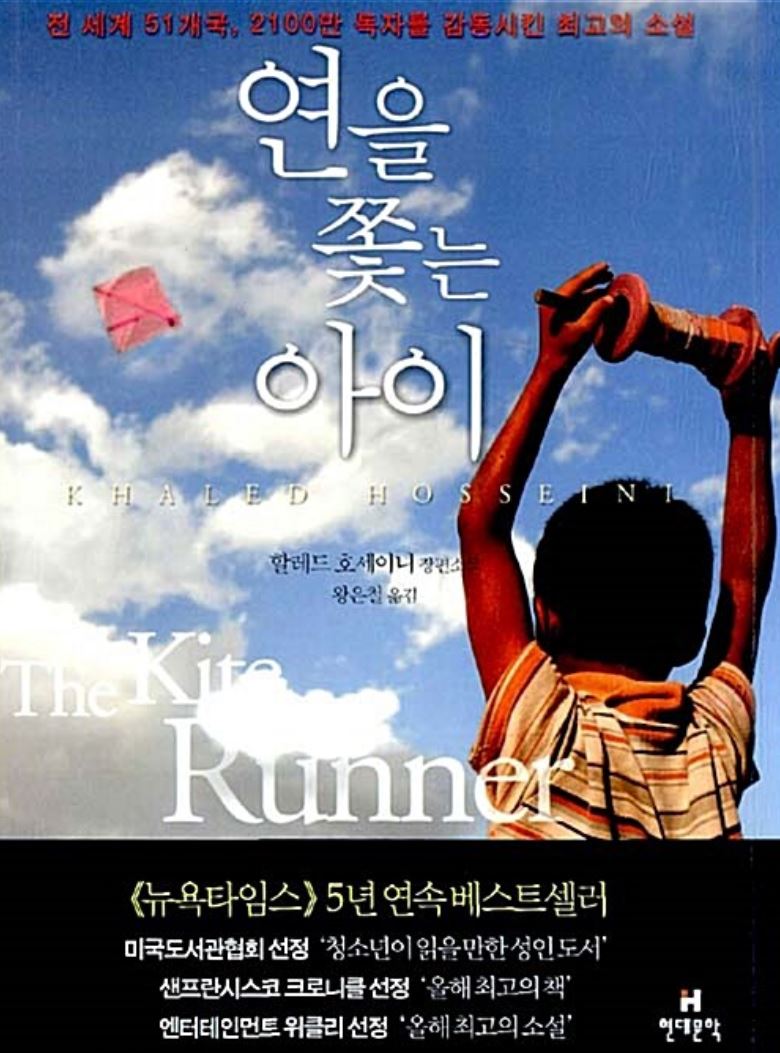 전 세계 51개국, 2100만 독자를 감동시킨 최고의 소설
연을
쫓는
아이
KHALED HOSSEINI
할레드 호세이니 장편소설
왕은철 옮김
The Kite
Runner
《뉴욕타임스》 5년 연속 베스트셀러
미국도서관협회 선정 '청소년이 읽을 만한 성인 도서'
샌프란시스코 크로니클 선정 '올해 최고의 책'
엔터테인먼트 위클리 선정 '올해 최고의 소설'
현대문학